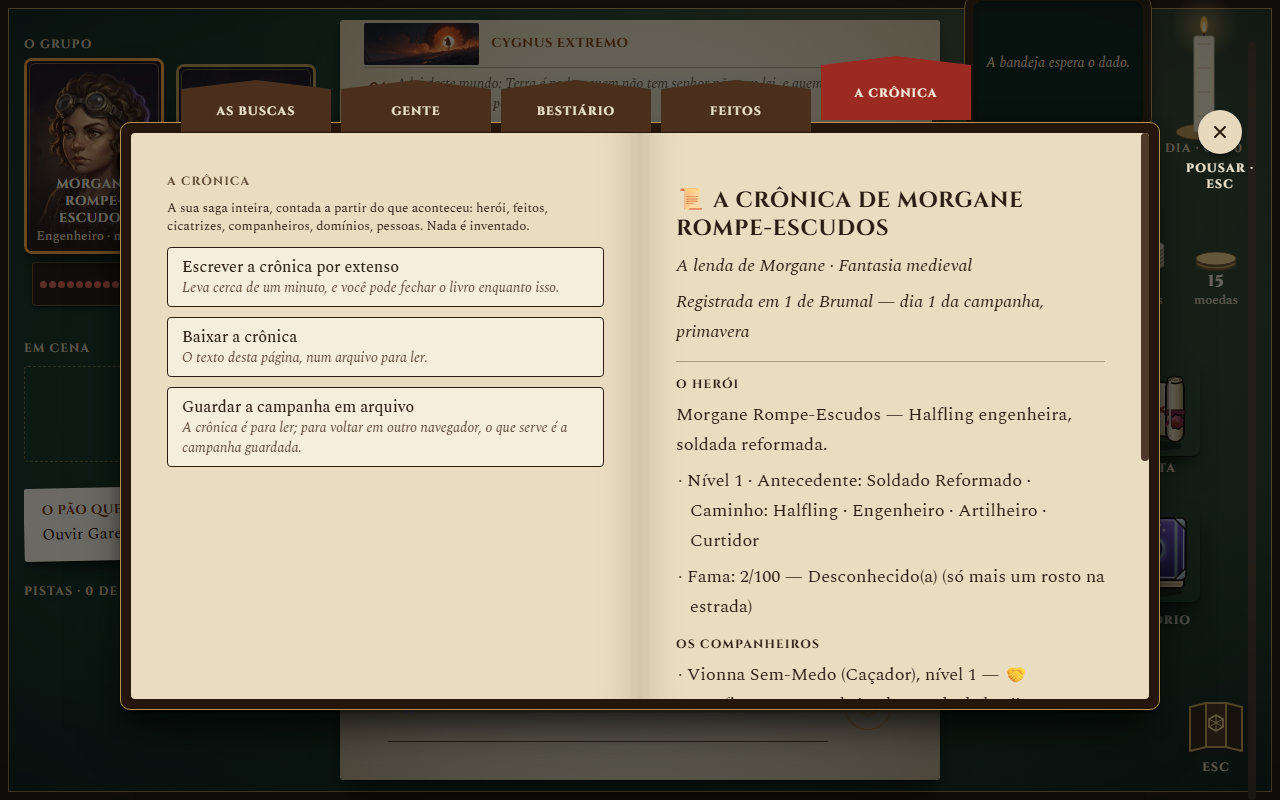 O GRUPO
CYGNUS EXTREMO
A bandeja espera o dado.
AS BUSCAS
GENTE
BESTIÁRIO
FEITOS
A CRÔNICA
MORGAN
ROMPE-
ESCUDO
Engenheiro · n
DIA ·
POUSAR ·
ESC
15
moedas
EM CENA
O PÃO QUE
Ouvir Gare
PISTAS · 0 DE
A CRÔNICA
A sua saga inteira, contada a partir do que aconteceu: herói, feitos,
cicatrizes, companheiros, domínios, pessoas. Nada é inventado.
Escrever a crônica por extenso
Leva cerca de um minuto, e você pode fechar o livro enquanto isso.
Baixar a crônica
O texto desta página, num arquivo para ler.
Guardar a campanha em arquivo
A crônica é para ler; para voltar em outro navegador, o que serve é a
campanha guardada.
📜 A CRÔNICA DE MORGANE
ROMPE-ESCUDOS
A lenda de Morgane · Fantasia medieval
Registrada em 1 de Brumal — dia 1 da campanha,
primavera
O HERÓI
Morgane Rompe-Escudos — Halfling engenheira,
soldada reformada.
· Nível 1 · Antecedente: Soldado Reformado ·
Caminho: Halfling · Engenheiro · Artilheiro ·
Curtidor
· Fama: 2/100 — Desconhecido(a) (só mais um rosto na
estrada)
OS COMPANHEIROS
· Vionna Sem-Medo (Caçador), nível 1 — 🤝
TA
RIO
ESC